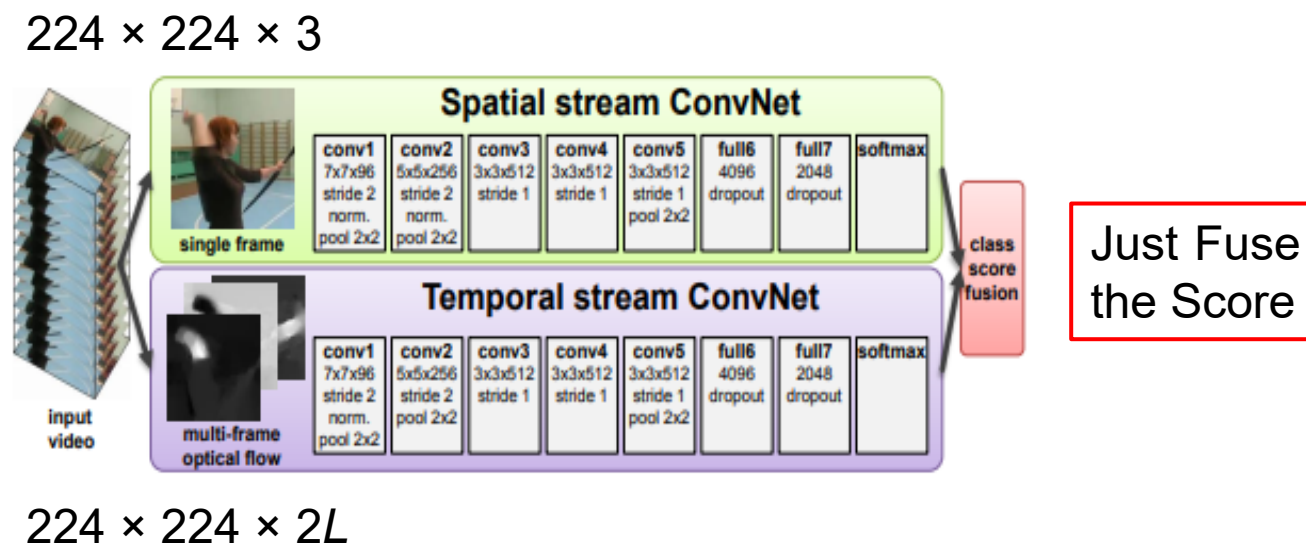 224 × 224 × 3
Spatial stream ConvNet
single frame
conv1
7x7x96
stride 2
norm.
pool 2x2
conv2
5x5x256
stride 2
norm.
pool 2x2
conv3
3x3x512
stride 1
conv4
3x3x512
stride 1
conv5
3x3x512
stride 1
pool 2x2
full6
4096
dropout
full7
2048
dropout
softmax
input
video
Temporal stream ConvNet
multi-frame
optical flow
conv1
7x7x96
stride 2
norm.
pool 2x2
conv2
5x5x256
stride 2
pool 2x2
conv3
3x3x512
stride 1
conv4
3x3x512
stride 1
conv5
3x3x512
stride 1
pool 2x2
full6
4096
dropout
full7
2048
dropout
softmax
class
score
fusion
Just Fuse
the Score
224 × 224 × 2L